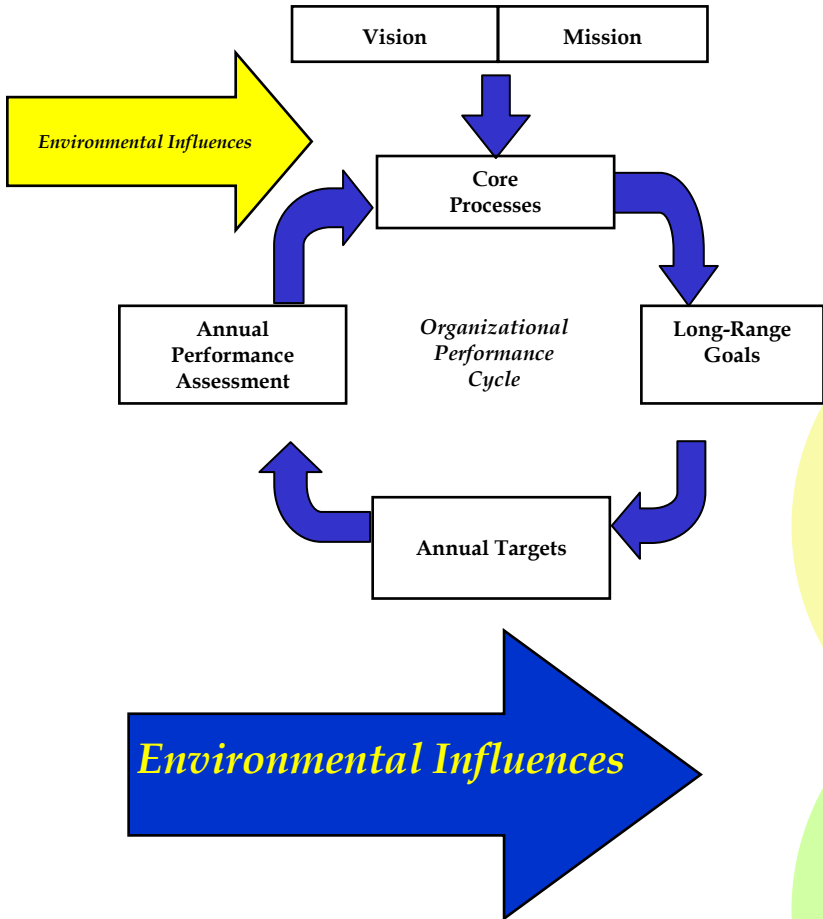 Vision
Mission
Environmental Influences
Core
Processes
Annual
Performance
Assessment
Organizational
Performance
Cycle
Long-Range
Goals
Annual Targets
Environmental Influences